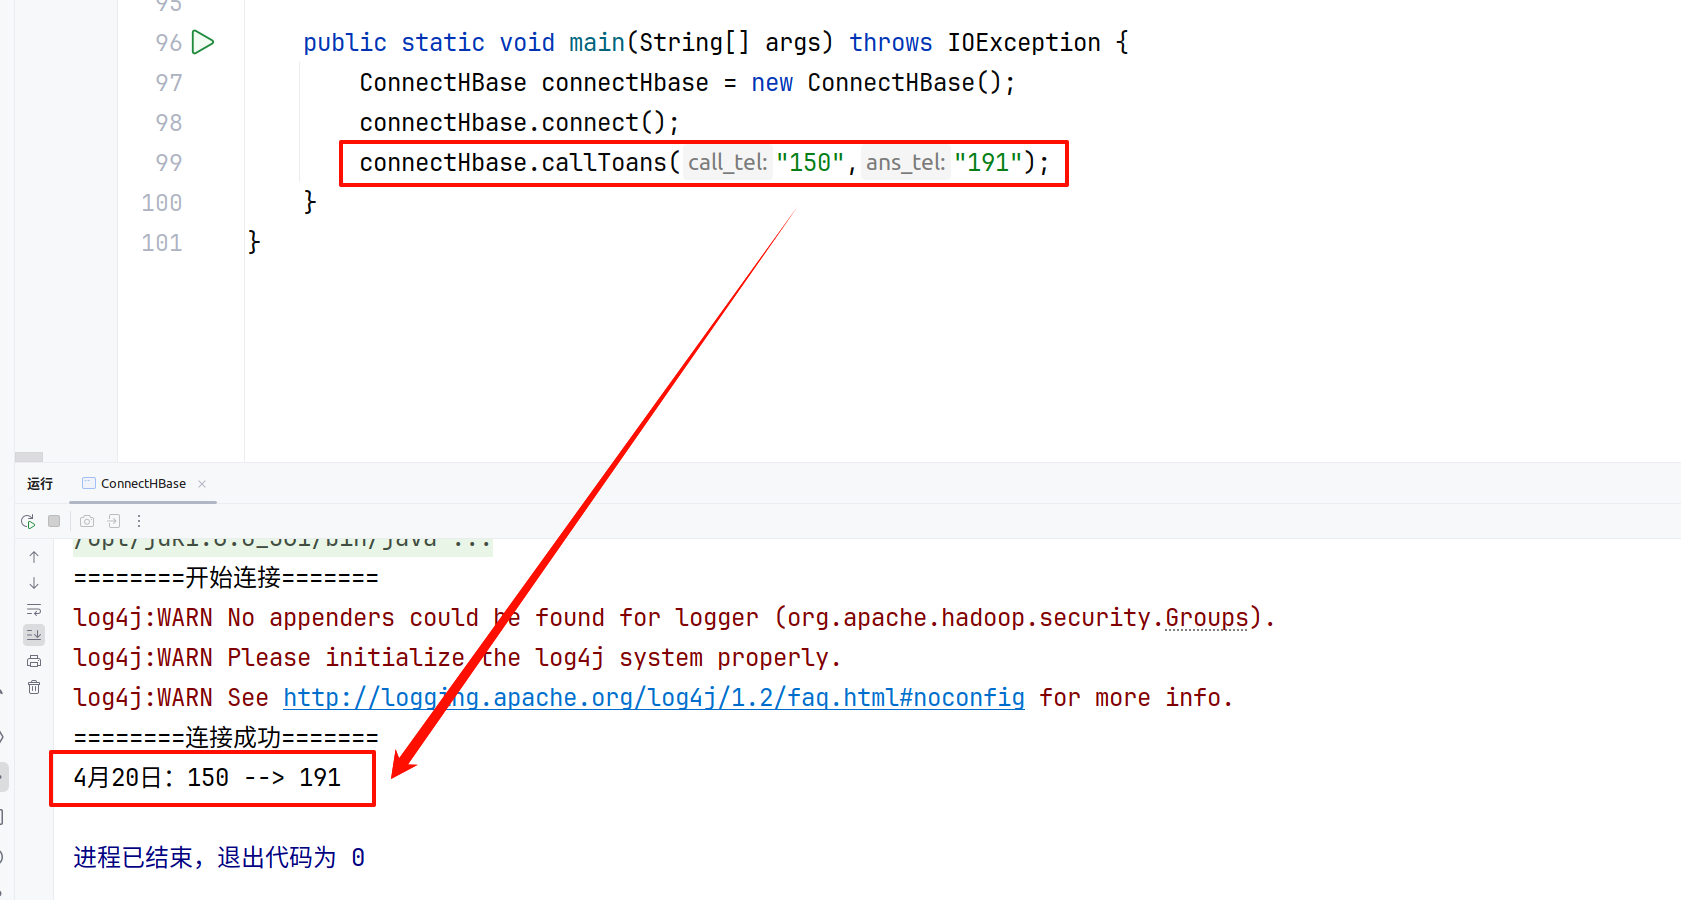 95
96 public static void main(String[] args) throws IOException {
97 ConnectHBase connectHbase = new ConnectHBase();
98 connectHbase.connect();
99 connectHbase.callToans( call_tel: "150", ans_tel: "191");
100 }
101 }
运行 ConnectHBase
/opt/jdk1.8.0_301/bin/java ...
========开始连接=======
log4j:WARN No appenders could be found for logger (org.apache.hadoop.security.Groups).
log4j:WARN Please initialize the log4j system properly.
log4j:WARN See http://logging.apache.org/log4j/1.2/faq.html#noconfig for more info.
========连接成功=======
4月20日：150 --> 191
进程已结束，退出代码为 0